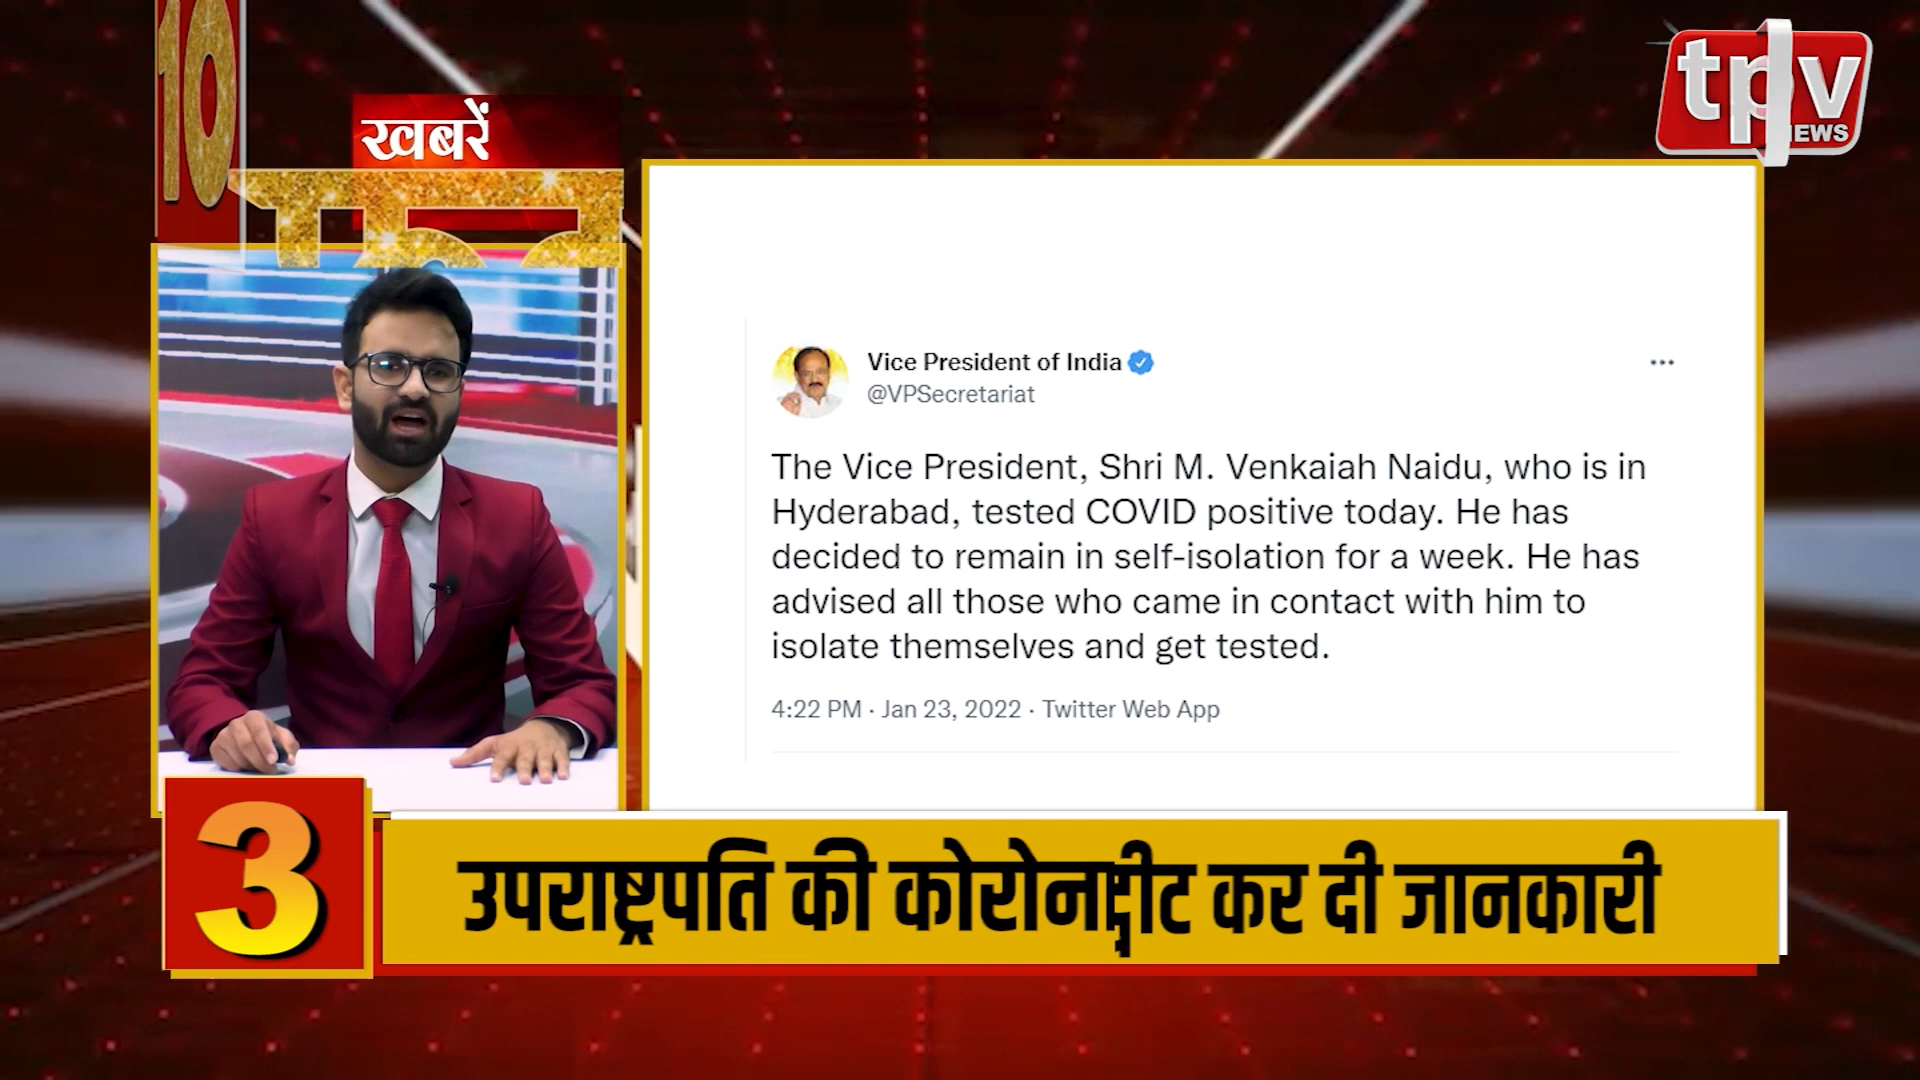 10
खबरें
tpv
NEWS
Vice President of India
@VPSecretariat
The Vice President, Shri M. Venkaiah Naidu, who is in
Hyderabad, tested COVID positive today. He has
decided to remain in self-isolation for a week. He has
advised all those who came in contact with him to
isolate themselves and get tested.
4:22 PM · Jan 23, 2022 · Twitter Web App
3
उपराष्ट्रपति की कर दी जानकारी